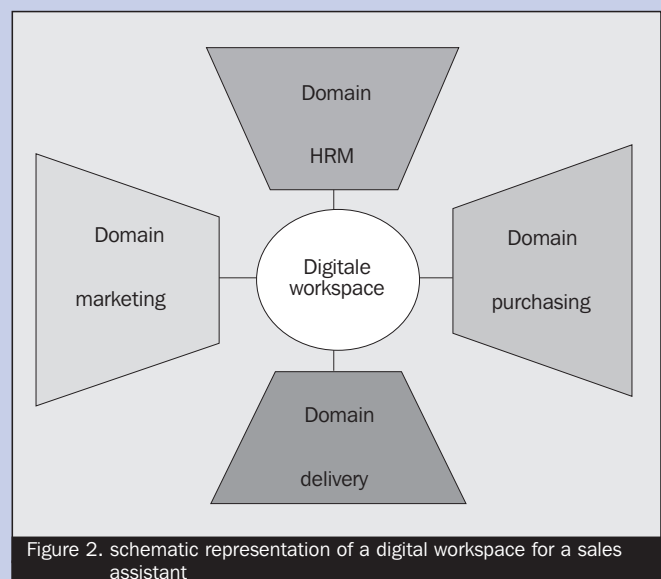 Domain
HRM
Domain
marketing
Digitale
workspace
Domain
purchasing
Domain
delivery
Figure 2. schematic representation of a digital workspace for a sales
assistant